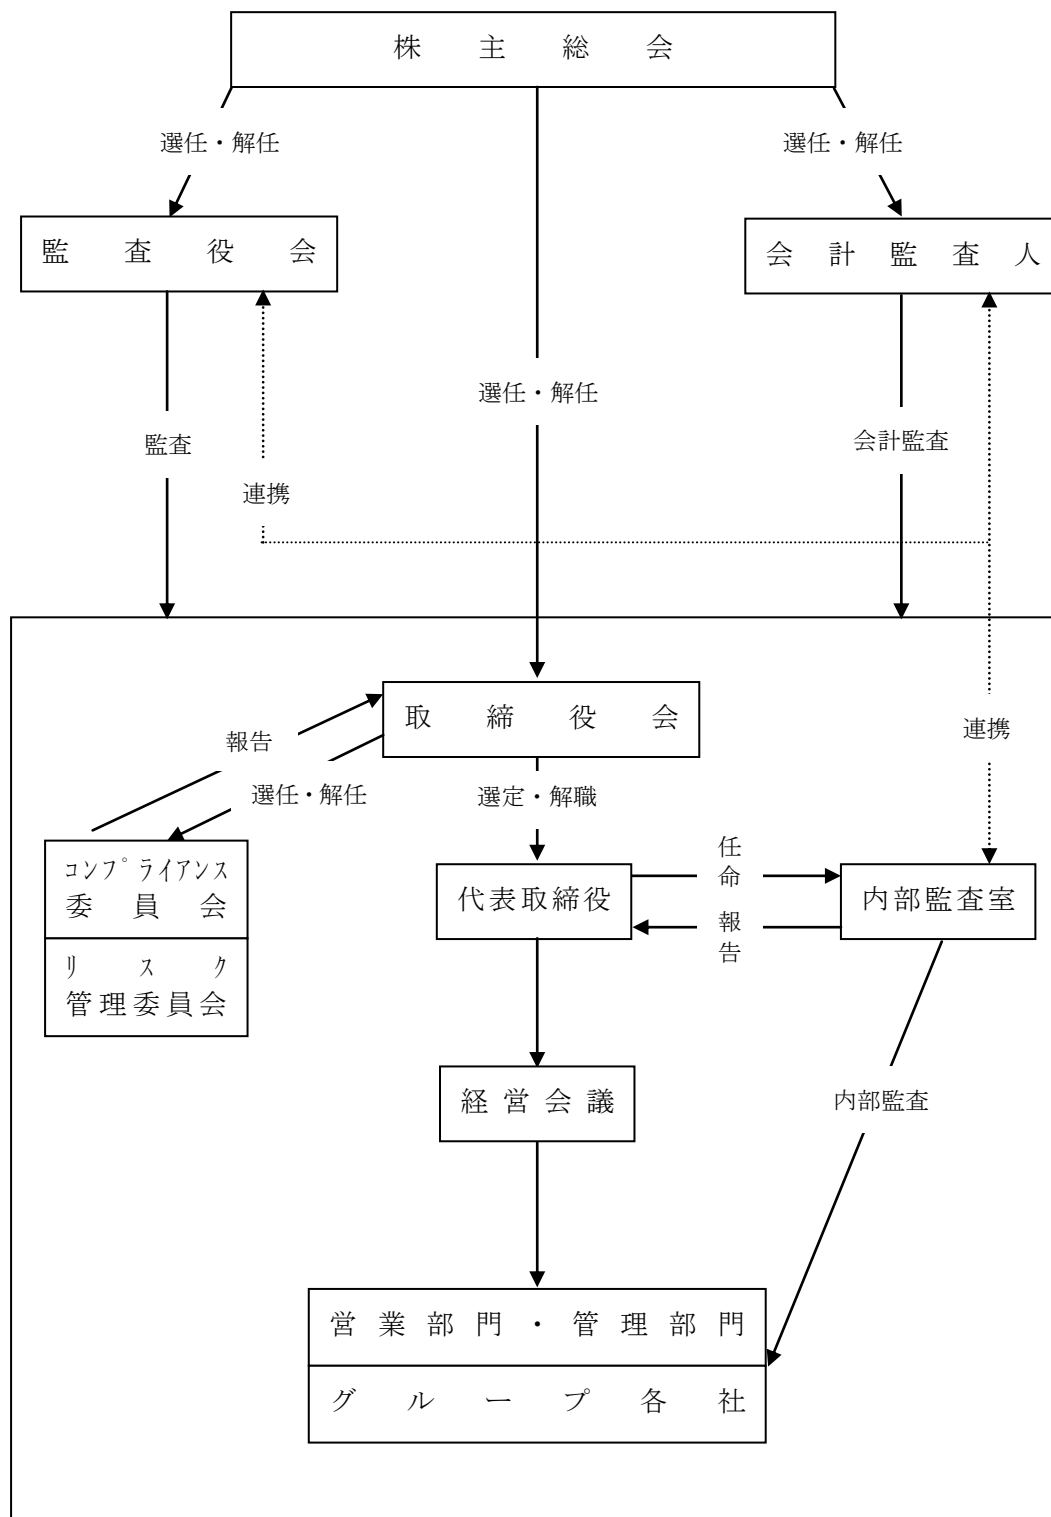 株主総会
選任・解任
選任・解任
監査役会
会計監査人
選任・解任
監査
会計監査
連携
取締役会
報告
連携
選任・解任
選定・解職
コンプライアンス
委員会
代表取締役
任命
報告
内部監査室
リスク
管理委員会
経営会議
内部監査
営業部門・管理部門
グループ各社